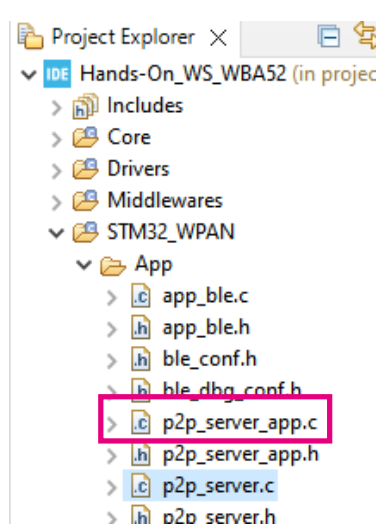 Project Explorer
IDE Hands-On_WS_WBA52 (in projec
Includes
Core
Drivers
Middlewares
STM32_WPAN
App
.c app_ble.c
.h app_ble.h
.h ble_conf.h
.h ble_dbg_conf.h
.c p2p_server_app.c
.h p2p_server_app.h
.c p2p_server.c
.h p2p_server.h